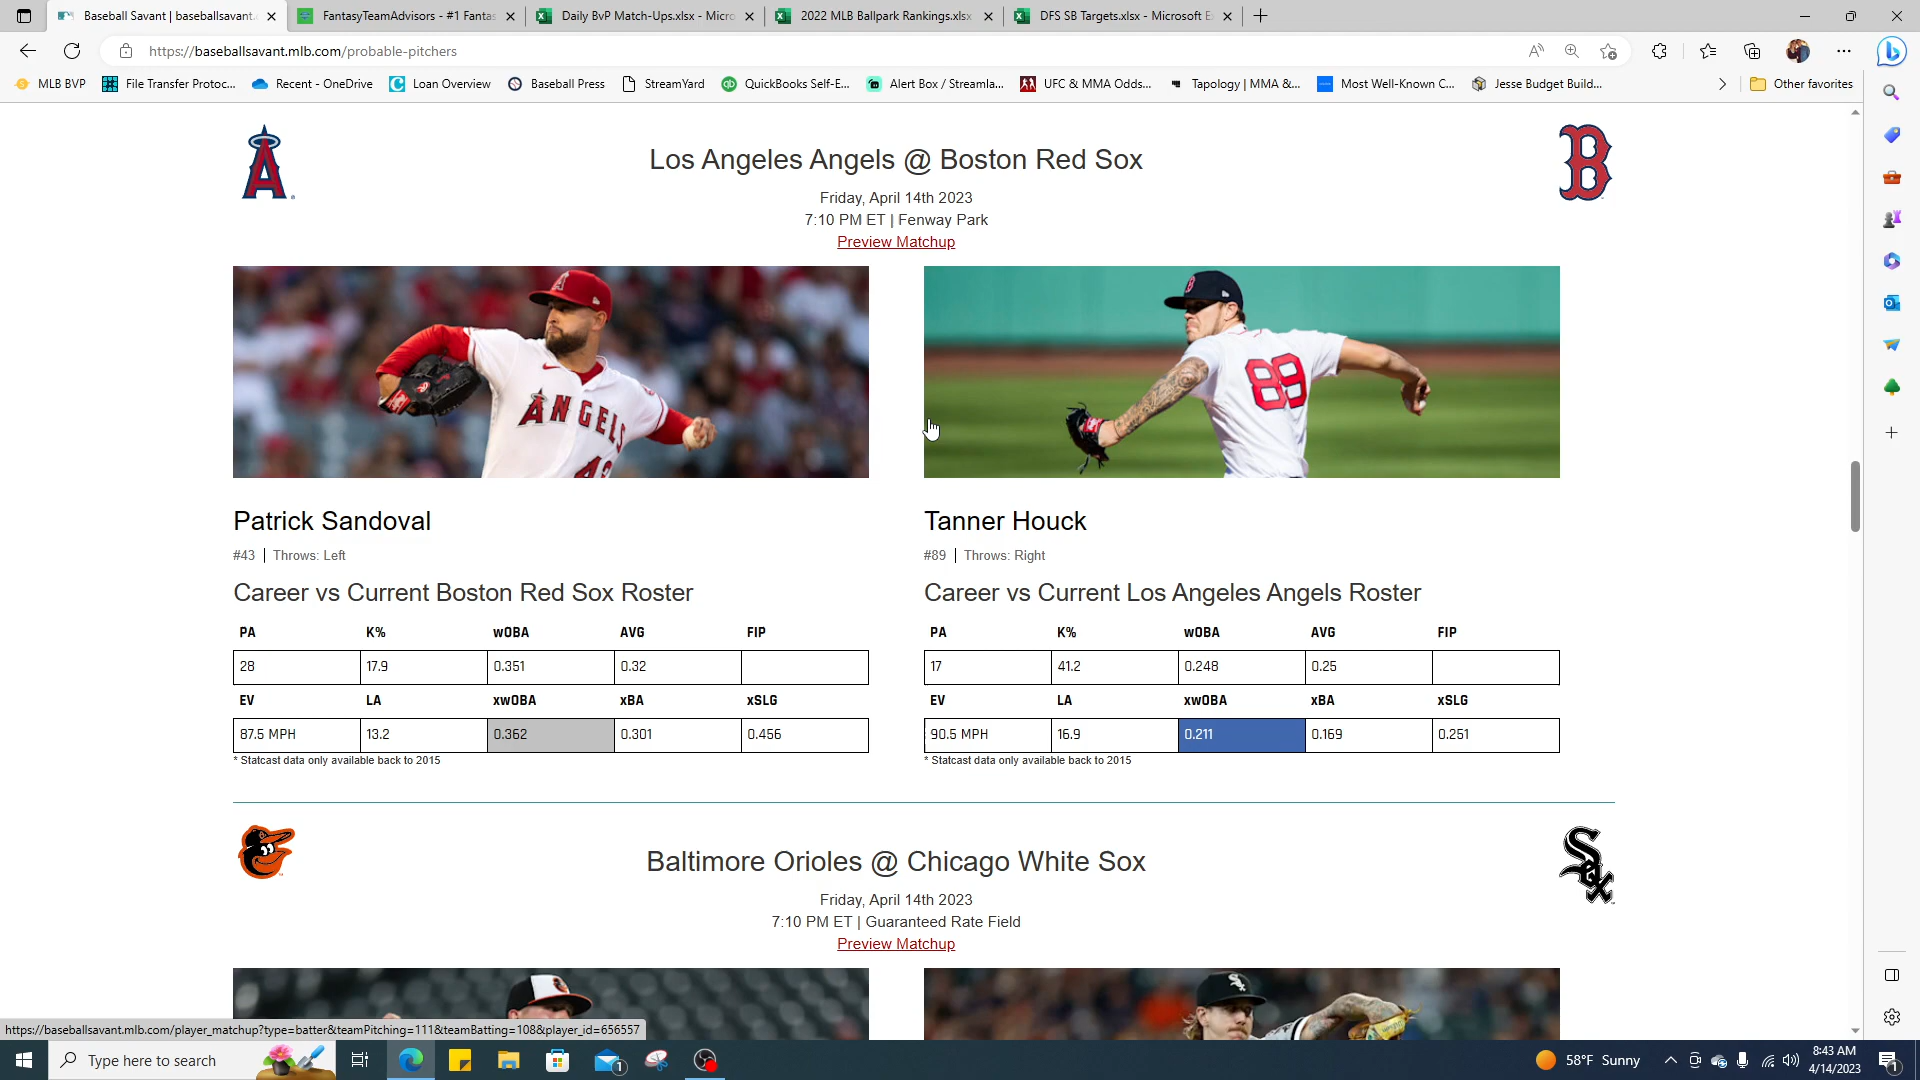 Baseball Savant | baseballsavant.
FantasyTeamAdvisors - #1 Fantas
Daily BvP Match-Ups.xlsx - Micro
2022 MLB Ballpark Rankings.xlsx
DFS SB Targets.xlsx - Microsoft E
https://baseballsavant.mlb.com/probable-pitchers
MLB BVP
File Transfer Protoc...
Recent - OneDrive
Loan Overview
Baseball Press
StreamYard
QuickBooks Self-E...
Alert Box / Streamla...
UFC & MMA Odds...
Tapology | MMA &...
Most Well-Known C...
Jesse Budget Build...
Other favorites
Los Angeles Angels @ Boston Red Sox
Friday, April 14th 2023
7:10 PM ET | Fenway Park
Preview Matchup
ANGELS
43
89
Patrick Sandoval
#43 | Throws: Left
Career vs Current Boston Red Sox Roster
PA K% wOBA AVG FIP
28 17.9 0.351 0.32
EV LA xwOBA xBA xSLG
87.5 MPH 13.2 0.362 0.301 0.456
* Statcast data only available back to 2015
Tanner Houck
#89 | Throws: Right
Career vs Current Los Angeles Angels Roster
PA K% wOBA AVG FIP
17 41.2 0.248 0.25
EV LA xwOBA xBA xSLG
90.5 MPH 16.9 0.211 0.169 0.251
* Statcast data only available back to 2015
Baltimore Orioles @ Chicago White Sox
Friday, April 14th 2023
7:10 PM ET | Guaranteed Rate Field
Preview Matchup
https://baseballsavant.mlb.com/player_matchup?type=batter&teamPitching=111&teamBatting=108&player_id=656557
Type here to search
1
58°F Sunny
8:43 AM
4/14/2023
1